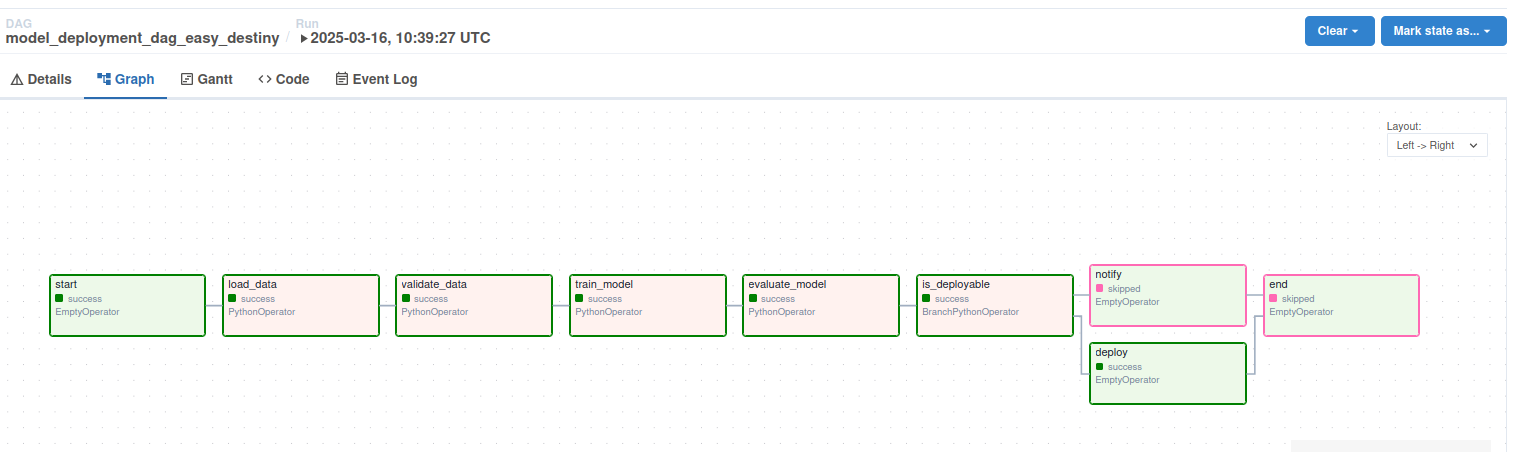 DAG
model_deployment_dag_easy_destiny
/
Run
2025-03-16, 10:39:27 UTC
Clear
Mark state as...
Details
Graph
Gantt
Code
Event Log
Layout:
Left -> Right
start
success
EmptyOperator
load_data
success
PythonOperator
validate_data
success
PythonOperator
train_model
success
PythonOperator
evaluate_model
success
PythonOperator
is_deployable
success
BranchPythonOperator
notify
skipped
EmptyOperator
deploy
success
EmptyOperator
end
skipped
EmptyOperator